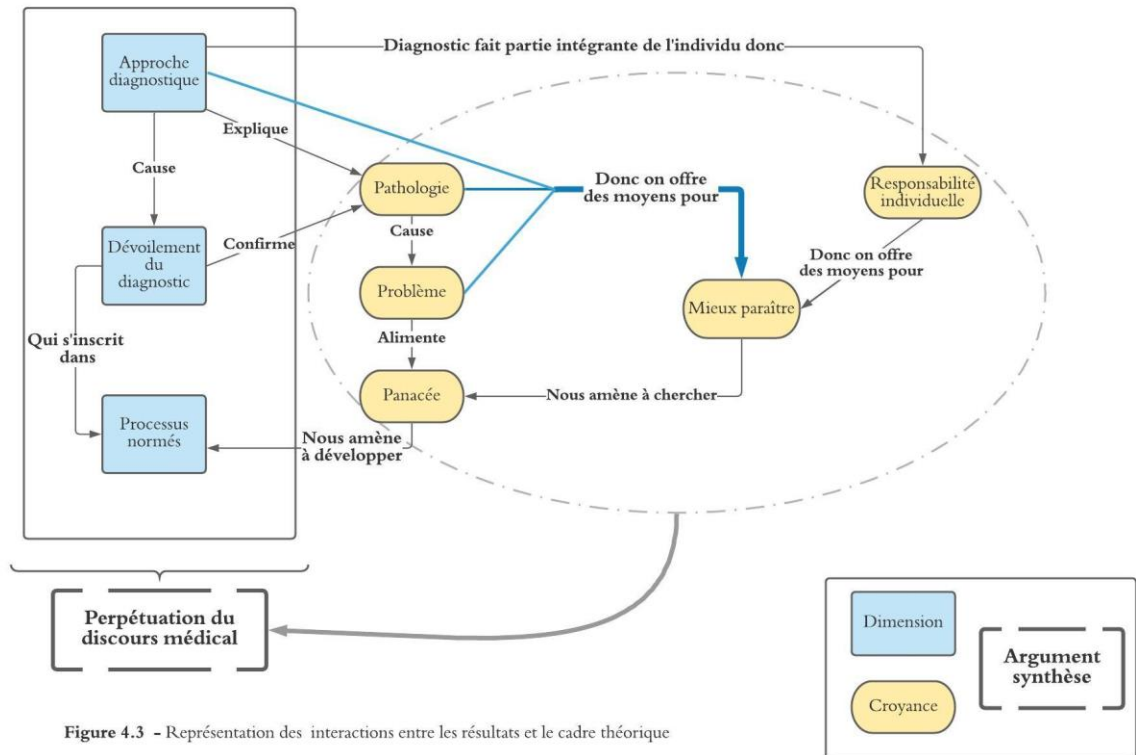 Diagnostic fait partie intégrante de l'individu donc
Approche
diagnostique
Explique
Cause
Pathologie
Donc on offre
des moyens pour
Responsabilité
individuelle
Dévoilement
du
diagnostic
Confirme
Cause
Donc on offre
des moyens pour
Problème
Mieux paraître
Qui s'inscrit
dans
Alimente
Panacée
Nous amène à chercher
Processus
normés
Nous amène
à développer
Perpétuation du
discours médical
Dimension
Croyance
Argument
synthèse
Figure 4.3 - Représentation des interactions entre les résultats et le cadre théorique